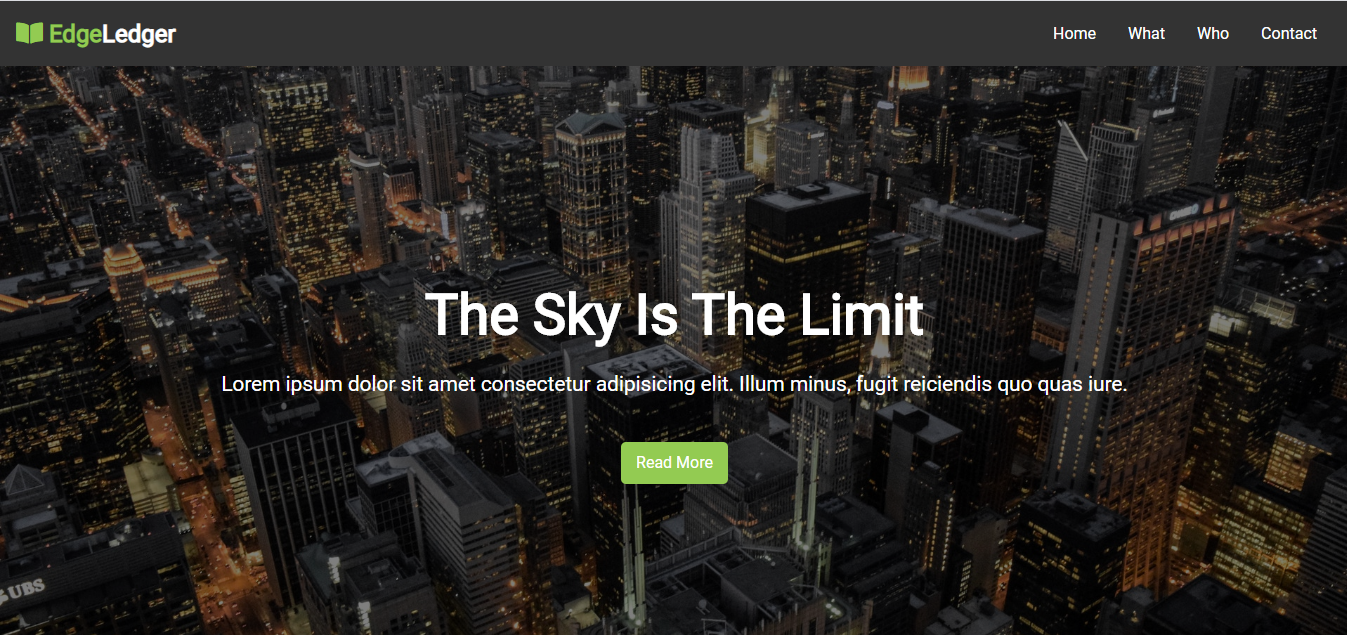 EdgeLedger
Home What Who Contact
The Sky Is The Limit
Lorem ipsum dolor sit amet consectetur adipisicing elit. Illum minus, fugit reiciendis quo quas iure.
Read More
UBS